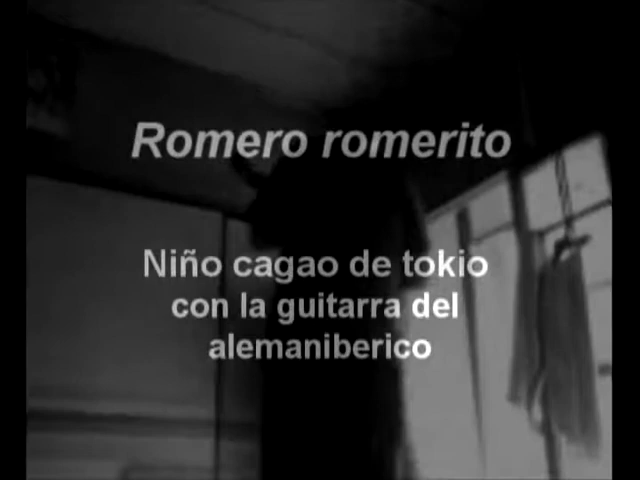 Romero romerito
Niño cagao de tokio
con la guitarra del
alemaniberico